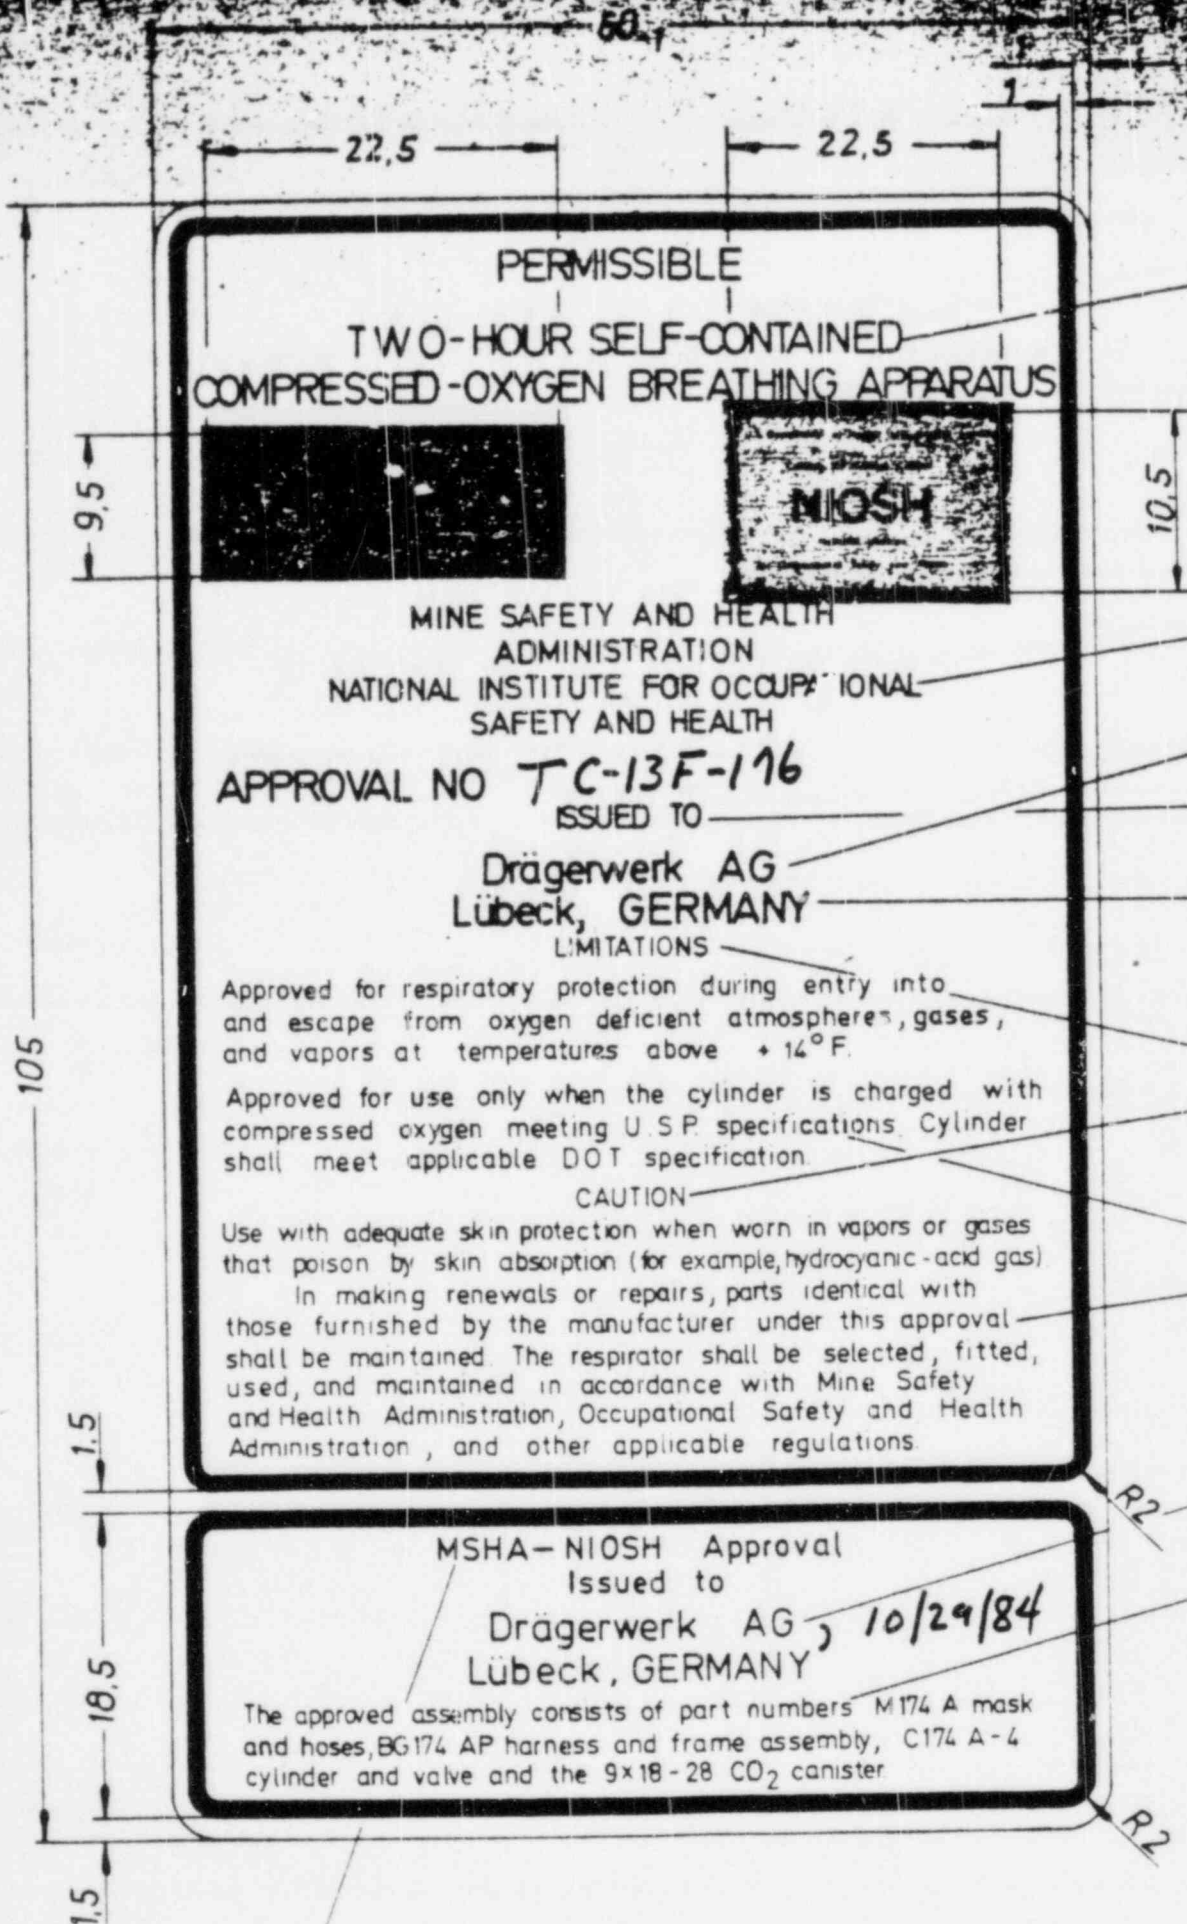 60-1
1
22,5
22,5
PERMISSIBLE
TWO-HOUR SELF-CONTAINED
COMPRESSED-OXYGEN BREATHING APPARATUS
9,5
NIOSH
10,5
MINE SAFETY AND HEALTH
ADMINISTRATION
NATIONAL INSTITUTE FOR OCCUPATIONAL
SAFETY AND HEALTH
APPROVAL NO TC-13F-176
ISSUED TO
Drägerwerk AG
Lübeck, GERMANY
LIMITATIONS
Approved for respiratory protection during entry into
and escape from oxygen deficient atmospheres, gases,
and vapors at temperatures above + 14° F.
105
Approved for use only when the cylinder is charged with
compressed oxygen meeting U.S.P. specifications. Cylinder
shall meet applicable DOT specification.
CAUTION
Use with adequate skin protection when worn in vapors or gases
that poison by skin absorption (for example, hydrocyanic-acid gas)
In making renewals or repairs, parts identical with
those furnished by the manufacturer under this approval
shall be maintained. The respirator shall be selected, fitted,
used, and maintained in accordance with Mine Safety
and Health Administration, Occupational Safety and Health
Administration, and other applicable regulations.
1,5
R2
MSHA-NIOSH Approval
Issued to
Drägerwerk AG, 10/29/84
Lübeck, GERMANY
18,5
The approved assembly consists of part numbers M174 A mask
and hoses, BG174 AP harness and frame assembly, C174 A-4
cylinder and valve and the 9x18-28 CO₂ canister
R2
1,5